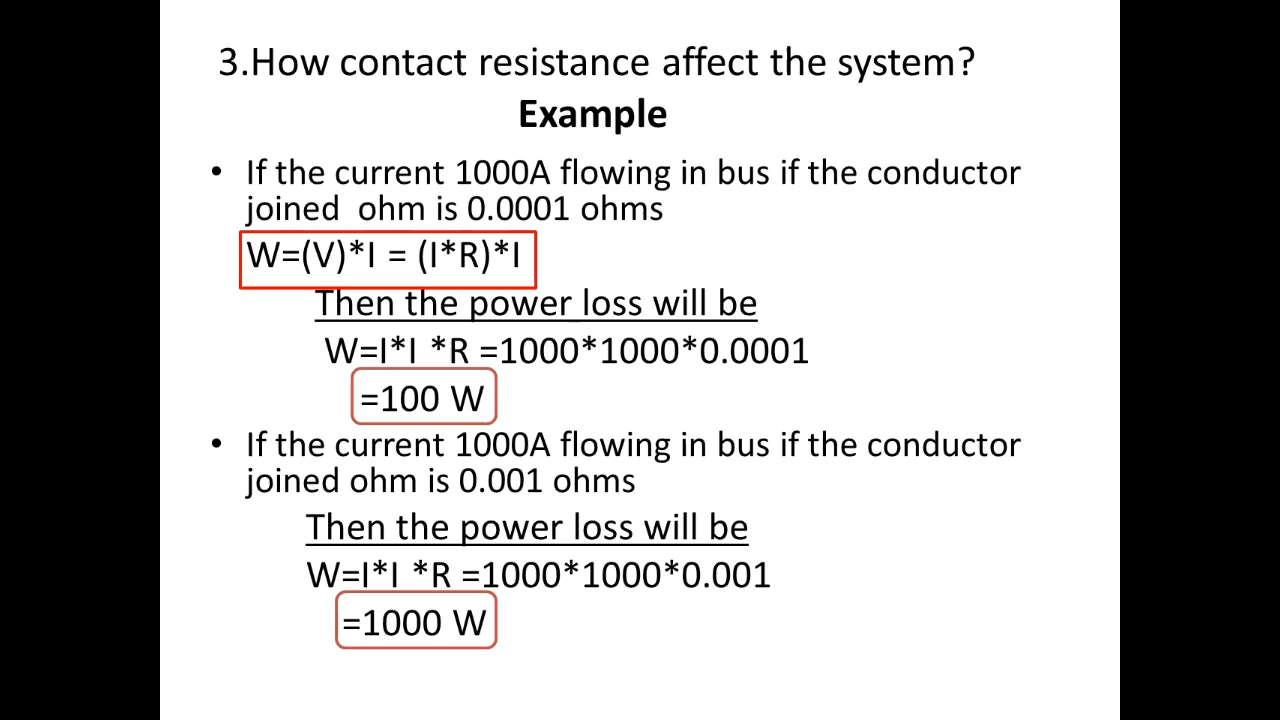 3.How contact resistance affect the system?
Example
• If the current 1000A flowing in bus if the conductor
joined  ohm is 0.0001 ohms
W=(V)*I = (I*R)*I
Then the power loss will be
W=I*I *R =1000*1000*0.0001
=100 W
• If the current 1000A flowing in bus if the conductor
joined ohm is 0.001 ohms
Then the power loss will be
W=I*I *R =1000*1000*0.001
=1000 W